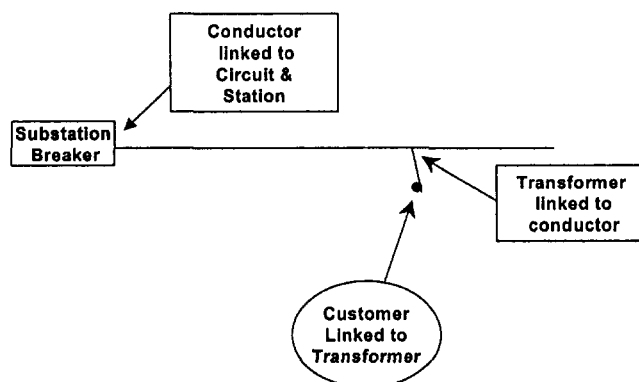 Conductor
linked to
Circuit &
Station
Substation
Breaker
Transformer
linked to
conductor
Customer
Linked to
Transformer